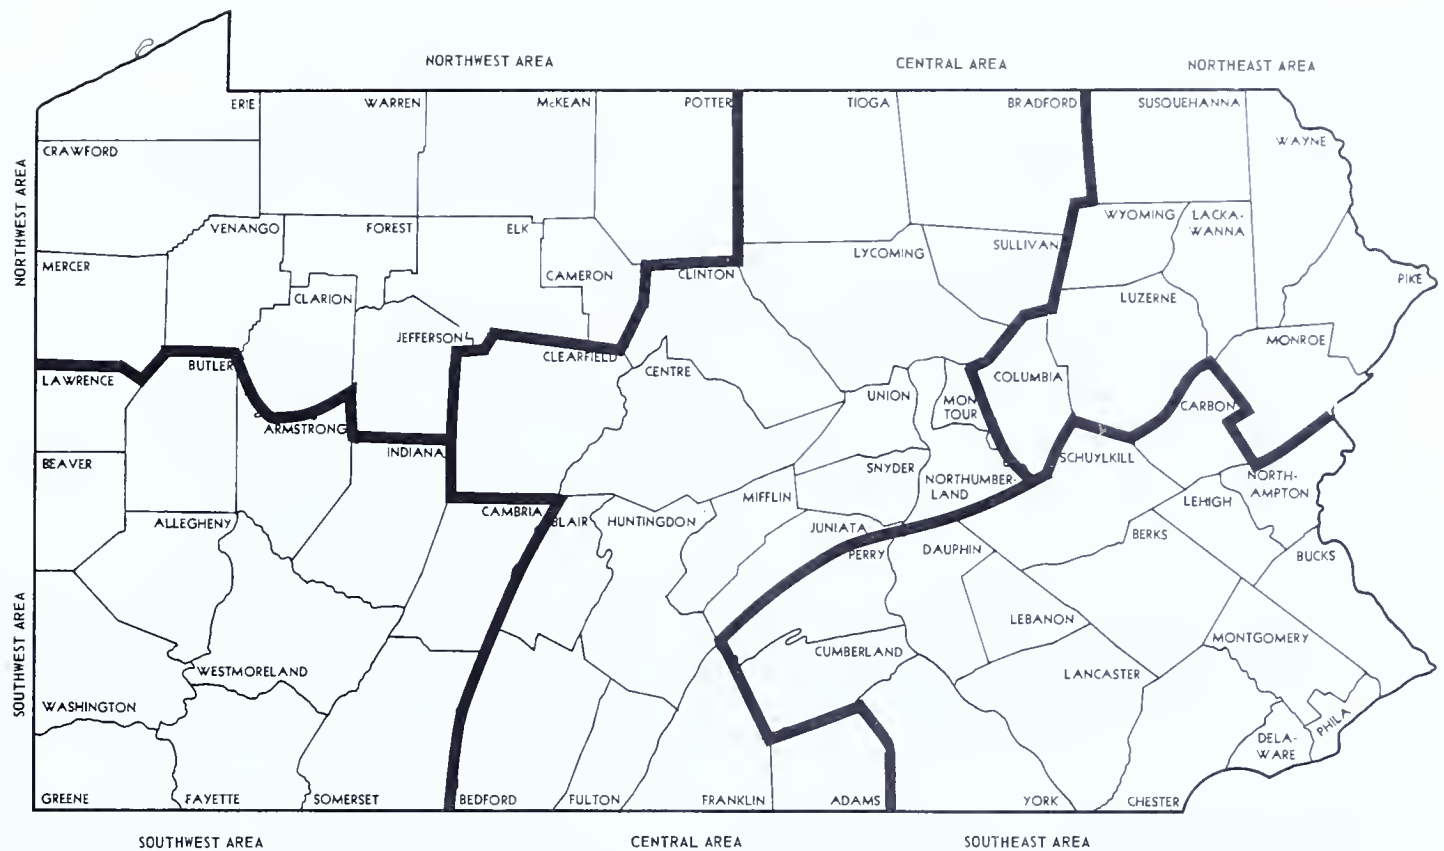 NORTHWEST AREA
CENTRAL AREA
NORTHEAST AREA
ERIE
WARREN
McKEAN
POTTER
TIOGA
BRADFORD
SUSQUEHANNA
WAYNE
CRAWFORD
NORTHWEST AREA
VENANGO
FOREST
ELK
WYOMING
LACKA-
WANNA
SULLIVAN
LYCOMING
MERCER
CAMERON
CLINTON
PIKE
CLARION
LUZERNE
JEFFERSON
CLEARFIELD
MONROE
BUTLER
LAWRENCE
CENTRE
COLUMBIA
UNION
MON
TOUR
CARBON
ARMSTRONG
INDIANA
SCHUYLKILL
BEAVER
SNYDER
NORTHUMBER-
LAND
NORTH-
AMPTON
MIFFLIN
LEHIGH
CAMBRIA
BLAIR
HUNTINGDON
ALLEGHENY
JUNIATA
BERKS
PERRY
DAUPHIN
BUCKS
SOUTHWEST AREA
LEBANON
MONTGOMERY
CUMBERLAND
WESTMORELAND
LANCASTER
WASHINGTON
PHILA
DELA-
WARE
GREENE
FAYETTE
SOMERSET
BEDFORD
FULTON
FRANKLIN
ADAMS
YORK
CHESTER
SOUTHWEST AREA
CENTRAL AREA
SOUTHEAST AREA